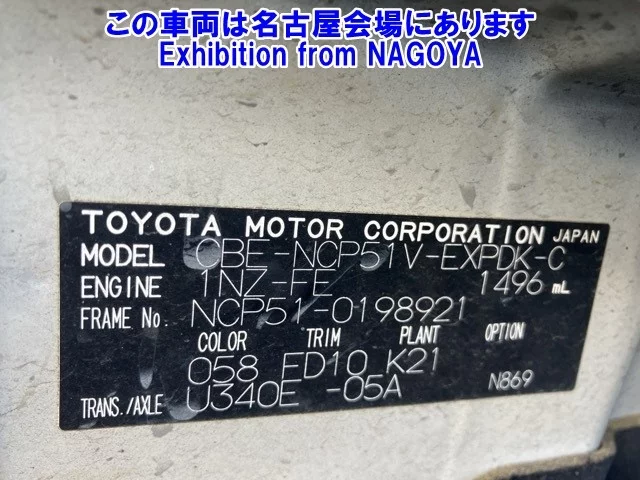 この車両は名古屋会場にあります
Exhibition from NAGOYA
TOYOTA MOTOR CORPORATION JAPAN
MODEL CBE-NCP51V-EXPDK-C
ENGINE 1NZ-FE 1496 mL
FRAME No. NCP51-0198921
COLOR TRIM PLANT OPTION
058 FD10 K21
TRANS./AXLE U340E -05A N869